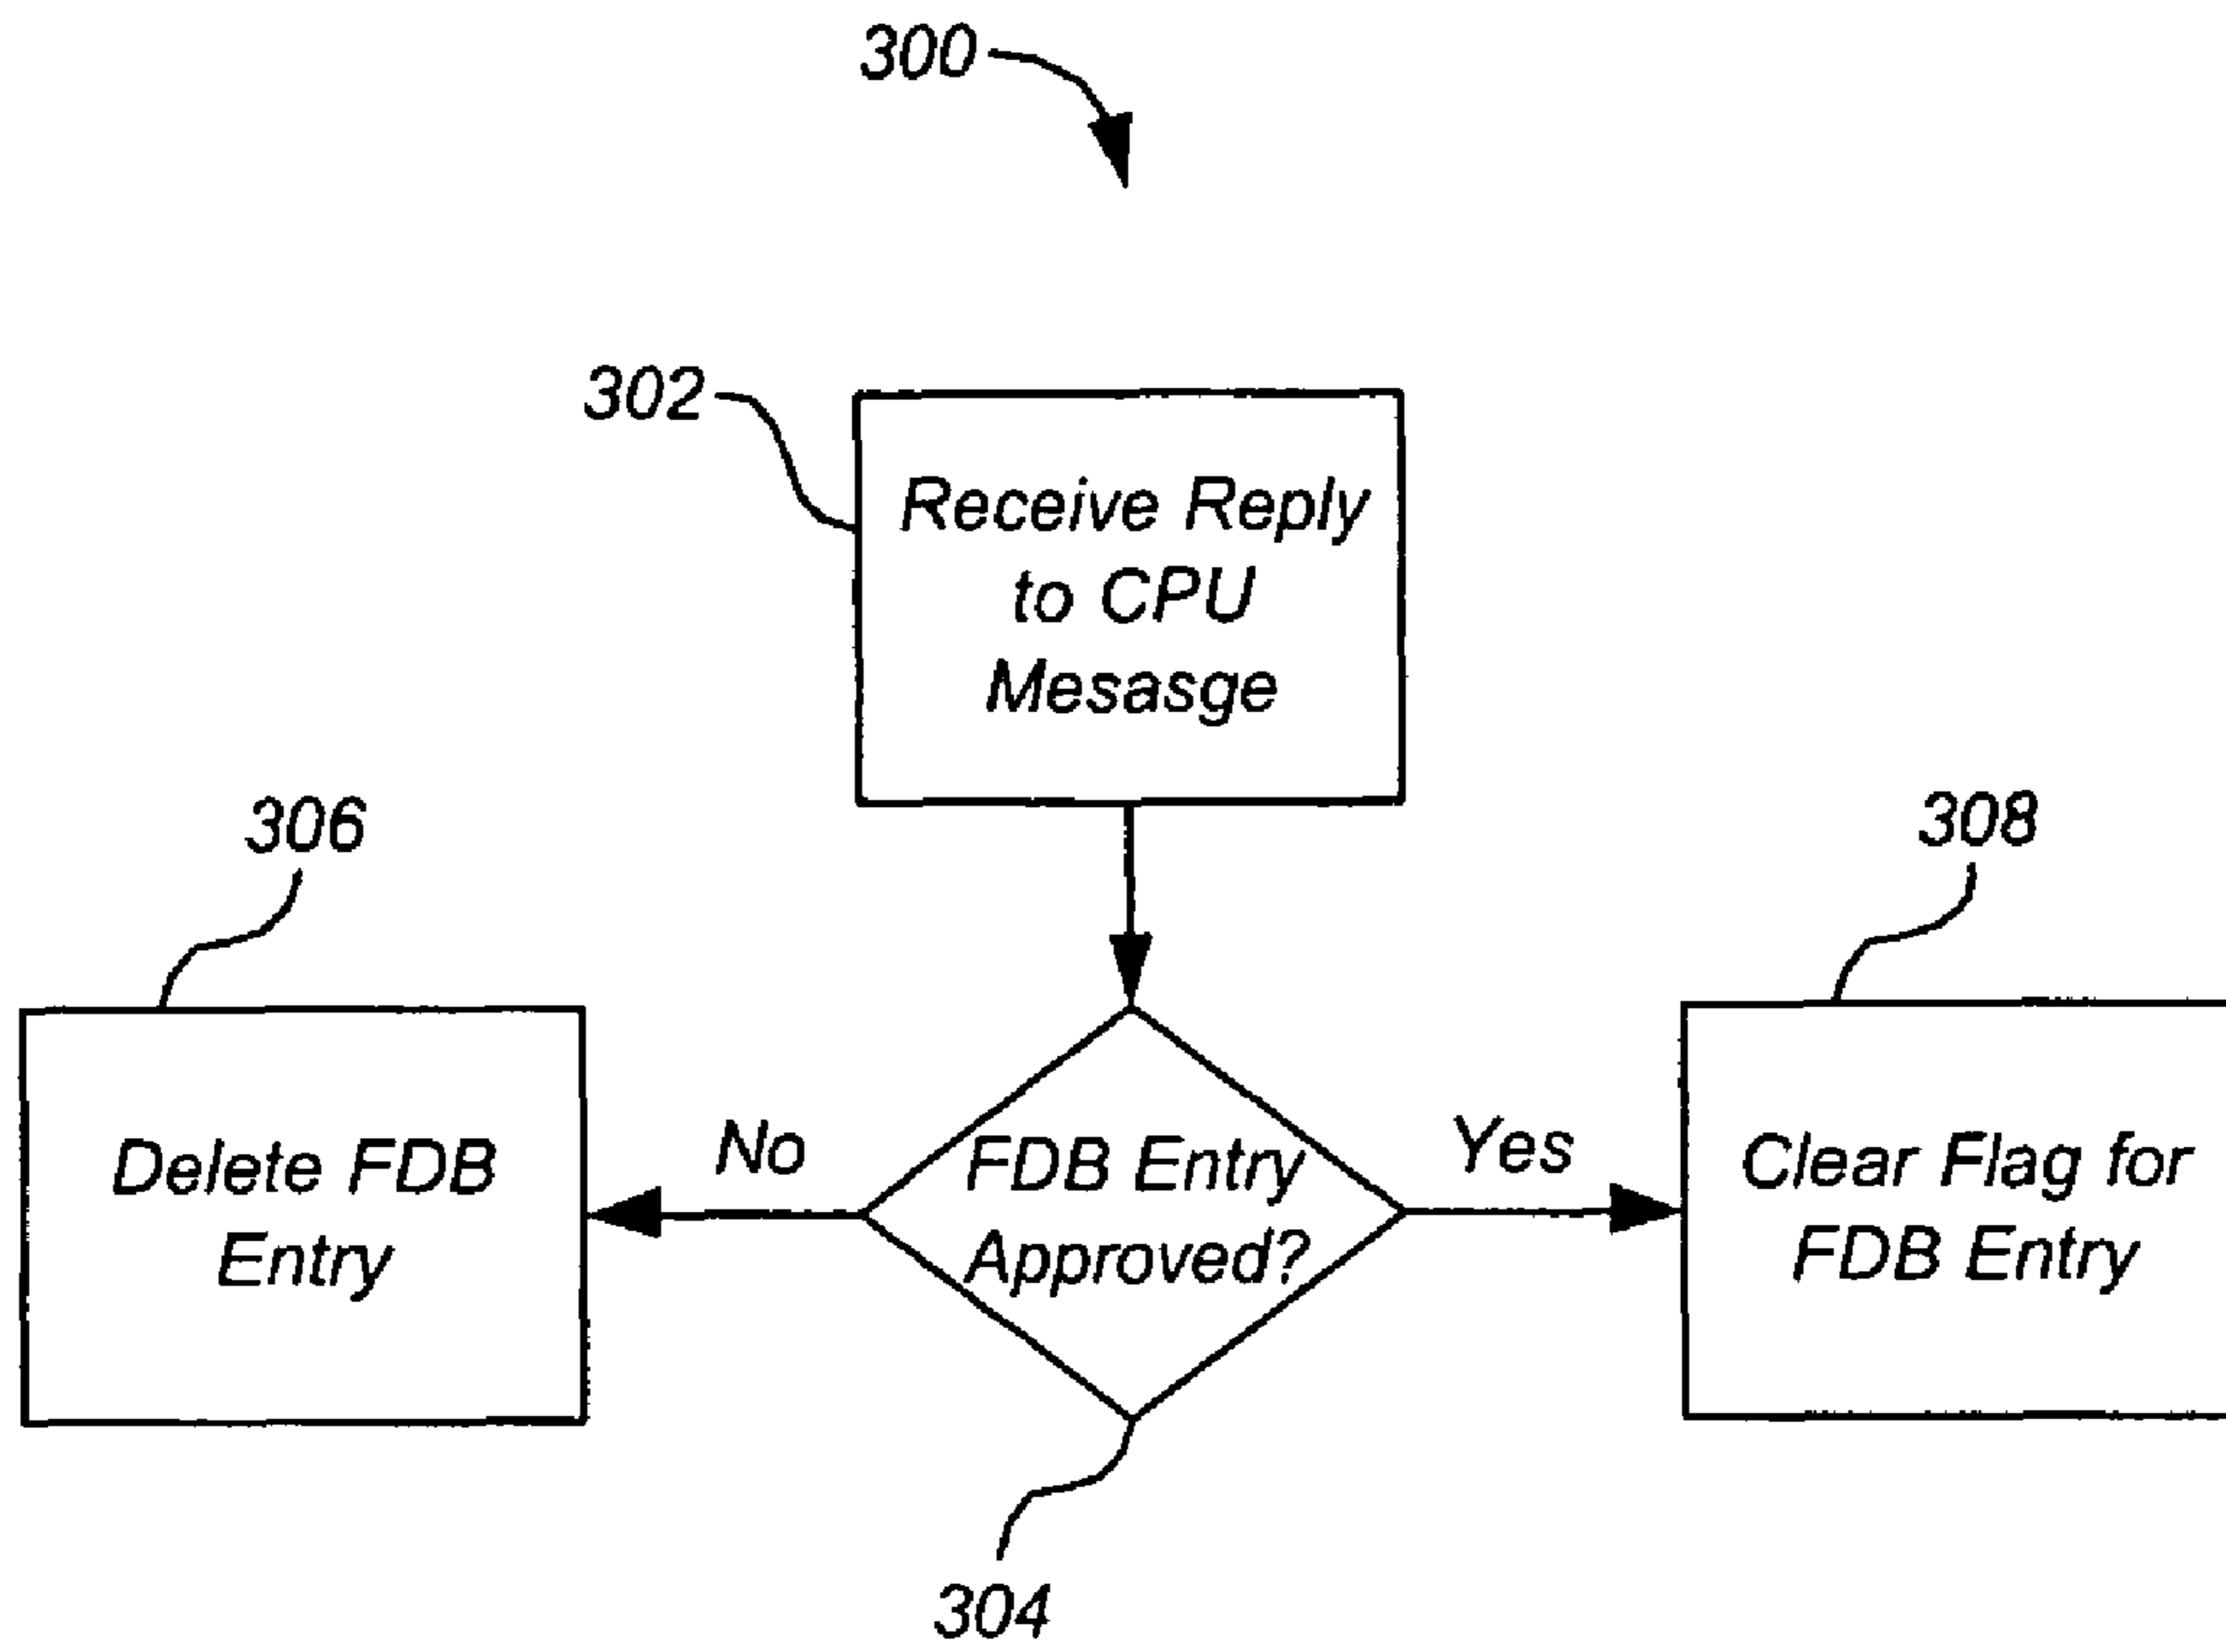 300
302
Receive Reply
to CPU
Mesasge
306
308
Delete FDB
Entry
No
FDB Entry
Approved?
Yes
Clear Flag for
FDB Entry
304